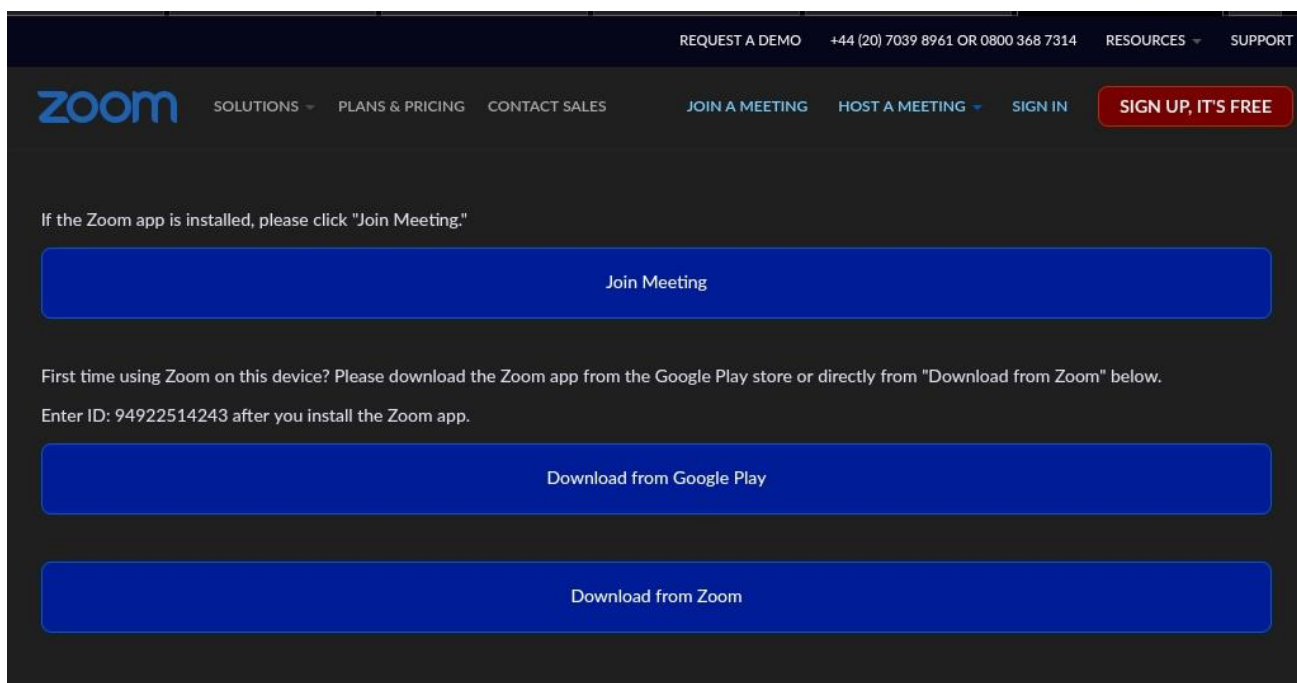 REQUEST A DEMO +44 (20) 7039 8961 OR 0800 368 7314 RESOURCES SUPPORT
zoom SOLUTIONS PLANS & PRICING CONTACT SALES JOIN A MEETING HOST A MEETING SIGN IN SIGN UP, IT'S FREE
If the Zoom app is installed, please click "Join Meeting."
Join Meeting
First time using Zoom on this device? Please download the Zoom app from the Google Play store or directly from "Download from Zoom" below.
Enter ID: 94922514243 after you install the Zoom app.
Download from Google Play
Download from Zoom